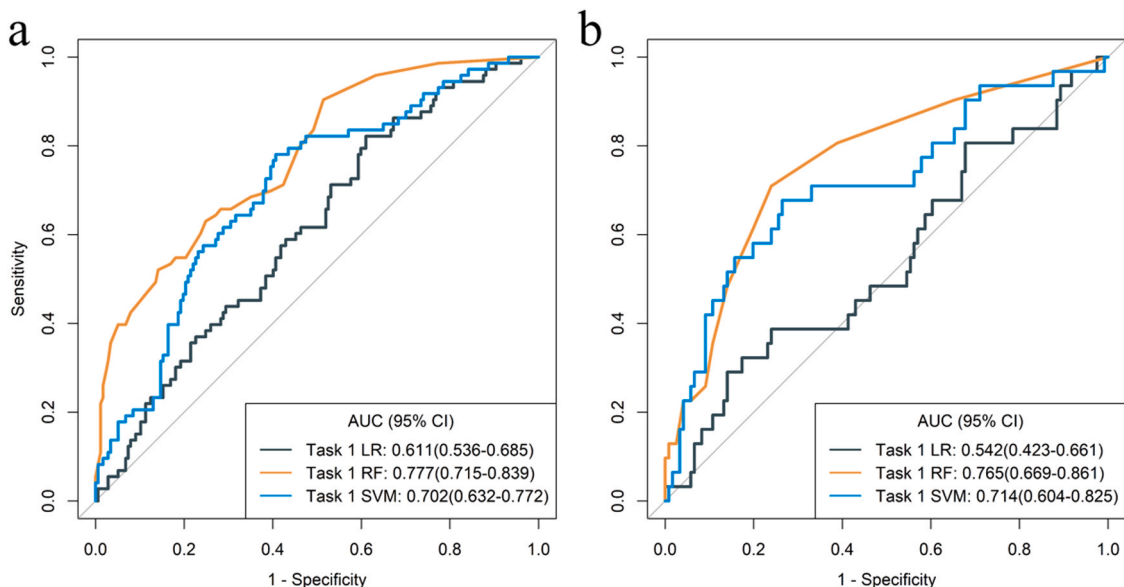 a
1.0
0.8
0.6
0.4
0.2
0.0
Sensitivity
AUC (95% CI)
Task 1 LR: 0.611(0.536-0.685)
Task 1 RF: 0.777(0.715-0.839)
Task 1 SVM: 0.702(0.632-0.772)
0.0 0.2 0.4 0.6 0.8 1.0
1 - Specificity
b
1.0
0.8
0.6
0.4
0.2
0.0
AUC (95% CI)
Task 1 LR: 0.542(0.423-0.661)
Task 1 RF: 0.765(0.669-0.861)
Task 1 SVM: 0.714(0.604-0.825)
0.0 0.2 0.4 0.6 0.8 1.0
1 - Specificity